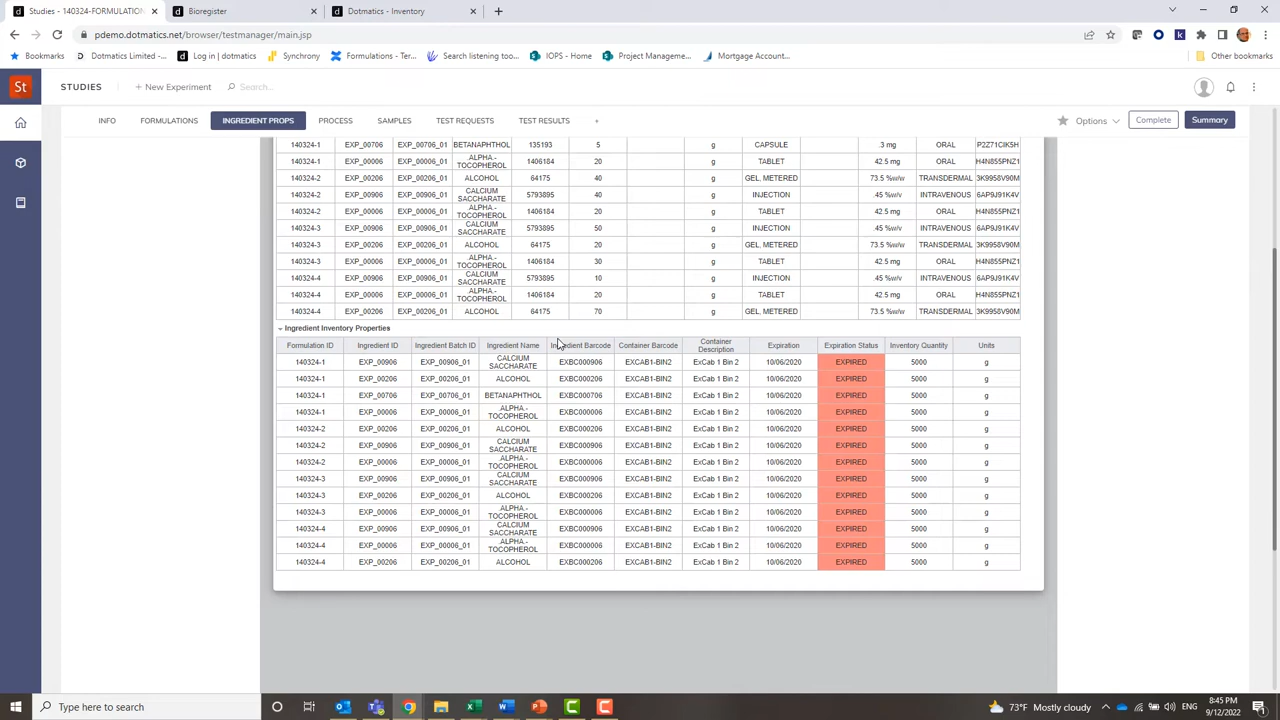 Studies - 140324-FORMULATION
Bioregister
Dotmatics - Inventory
pdemo.dotmatics.net/browser/testmanager/main.jsp
Bookmarks
Dotmatics Limited -...
Log in | dotmatics
Synchrony
Formulations - Ter...
Search listening too...
IOPS - Home
Project Manageme...
Mortgage Account...
Other bookmarks
St
STUDIES
+ New Experiment
Search...
INFO
FORMULATIONS
INGREDIENT PROPS
PROCESS
SAMPLES
TEST REQUESTS
TEST RESULTS
+
Options
Complete
Summary
140324-1 EXP_00706 EXP_00706_01 BETANAPHTHOL 135193 5 g CAPSULE .3 mg ORAL P2Z71CIK5H
140324-1 EXP_00006 EXP_00006_01 .ALPHA.-TOCOPHEROL 1406184 20 g TABLET 42.5 mg ORAL H4N855PNZ1
140324-2 EXP_00206 EXP_00206_01 ALCOHOL 64175 40 g GEL, METERED 73.5 %w/w TRANSDERMAL 3K9958V90M
140324-2 EXP_00906 EXP_00906_01 CALCIUM SACCHARATE 5793895 40 g INJECTION .45 %w/v INTRAVENOUS 6AP9J91K4V
140324-2 EXP_00006 EXP_00006_01 .ALPHA.-TOCOPHEROL 1406184 20 g TABLET 42.5 mg ORAL H4N855PNZ1
140324-3 EXP_00906 EXP_00906_01 CALCIUM SACCHARATE 5793895 50 g INJECTION .45 %w/v INTRAVENOUS 6AP9J91K4V
140324-3 EXP_00206 EXP_00206_01 ALCOHOL 64175 20 g GEL, METERED 73.5 %w/w TRANSDERMAL 3K9958V90M
140324-3 EXP_00006 EXP_00006_01 .ALPHA.-TOCOPHEROL 1406184 30 g TABLET 42.5 mg ORAL H4N855PNZ1
140324-4 EXP_00906 EXP_00906_01 CALCIUM SACCHARATE 5793895 10 g INJECTION .45 %w/v INTRAVENOUS 6AP9J91K4V
140324-4 EXP_00006 EXP_00006_01 .ALPHA.-TOCOPHEROL 1406184 20 g TABLET 42.5 mg ORAL H4N855PNZ1
140324-4 EXP_00206 EXP_00206_01 ALCOHOL 64175 70 g GEL, METERED 73.5 %w/w TRANSDERMAL 3K9958V90M
Ingredient Inventory Properties
Formulation ID Ingredient ID Ingredient Batch ID Ingredient Name Ingredient Barcode Container Barcode Container Description Expiration Expiration Status Inventory Quantity Units
140324-1 EXP_00906 EXP_00906_01 CALCIUM SACCHARATE EXBC000906 EXCAB1-BIN2 ExCab 1 Bin 2 10/06/2020 EXPIRED 5000 g
140324-1 EXP_00206 EXP_00206_01 ALCOHOL EXBC000206 EXCAB1-BIN2 ExCab 1 Bin 2 10/06/2020 EXPIRED 5000 g
140324-1 EXP_00706 EXP_00706_01 BETANAPHTHOL EXBC000706 EXCAB1-BIN2 ExCab 1 Bin 2 10/06/2020 EXPIRED 5000 g
140324-1 EXP_00006 EXP_00006_01 .ALPHA.-TOCOPHEROL EXBC000006 EXCAB1-BIN2 ExCab 1 Bin 2 10/06/2020 EXPIRED 5000 g
140324-2 EXP_00206 EXP_00206_01 ALCOHOL EXBC000206 EXCAB1-BIN2 ExCab 1 Bin 2 10/06/2020 EXPIRED 5000 g
140324-2 EXP_00906 EXP_00906_01 CALCIUM SACCHARATE EXBC000906 EXCAB1-BIN2 ExCab 1 Bin 2 10/06/2020 EXPIRED 5000 g
140324-2 EXP_00006 EXP_00006_01 .ALPHA.-TOCOPHEROL EXBC000006 EXCAB1-BIN2 ExCab 1 Bin 2 10/06/2020 EXPIRED 5000 g
140324-3 EXP_00906 EXP_00906_01 CALCIUM SACCHARATE EXBC000906 EXCAB1-BIN2 ExCab 1 Bin 2 10/06/2020 EXPIRED 5000 g
140324-3 EXP_00206 EXP_00206_01 ALCOHOL EXBC000206 EXCAB1-BIN2 ExCab 1 Bin 2 10/06/2020 EXPIRED 5000 g
140324-3 EXP_00006 EXP_00006_01 .ALPHA.-TOCOPHEROL EXBC000006 EXCAB1-BIN2 ExCab 1 Bin 2 10/06/2020 EXPIRED 5000 g
140324-4 EXP_00906 EXP_00906_01 CALCIUM SACCHARATE EXBC000906 EXCAB1-BIN2 ExCab 1 Bin 2 10/06/2020 EXPIRED 5000 g
140324-4 EXP_00006 EXP_00006_01 .ALPHA.-TOCOPHEROL EXBC000006 EXCAB1-BIN2 ExCab 1 Bin 2 10/06/2020 EXPIRED 5000 g
140324-4 EXP_00206 EXP_00206_01 ALCOHOL EXBC000206 EXCAB1-BIN2 ExCab 1 Bin 2 10/06/2020 EXPIRED 5000 g
Type here to search
73°F Mostly cloudy
ENG
8:45 PM
9/12/2022